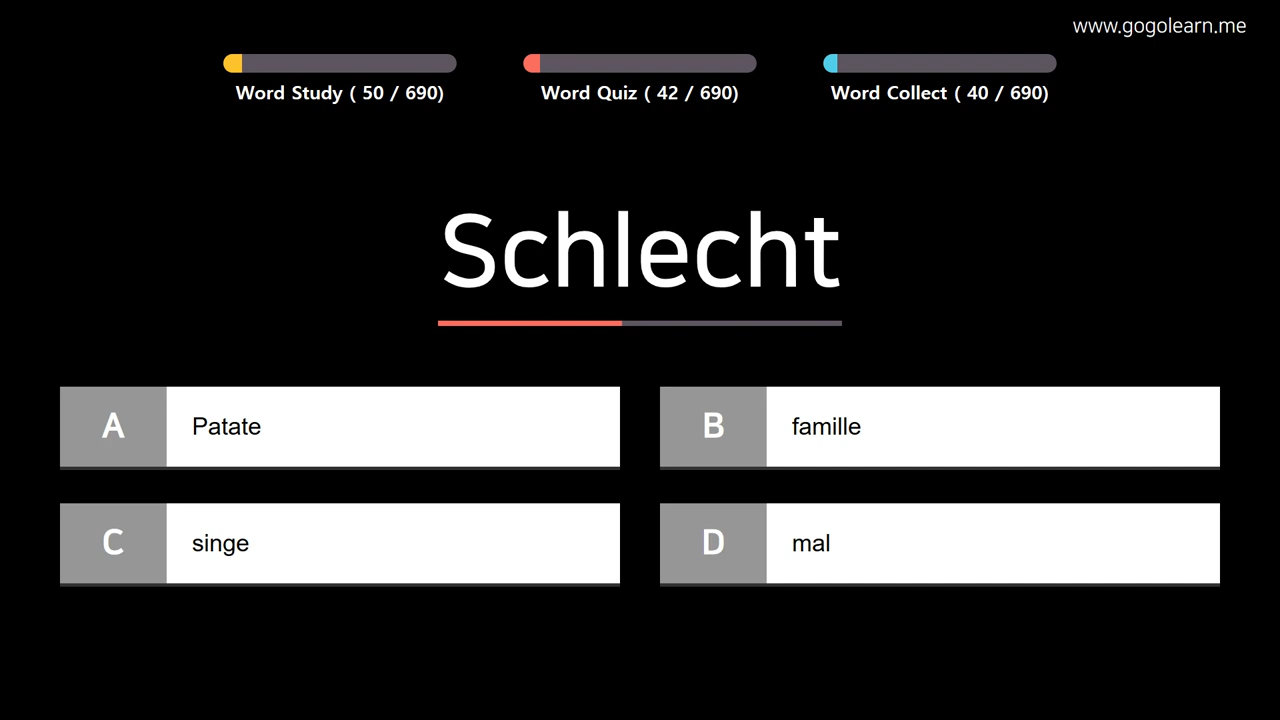 www.gogolearn.me
Word Study ( 50 / 690)
Word Quiz ( 42 / 690)
Word Collect ( 40 / 690)
Schlecht
A Patate
B famille
C singe
D mal